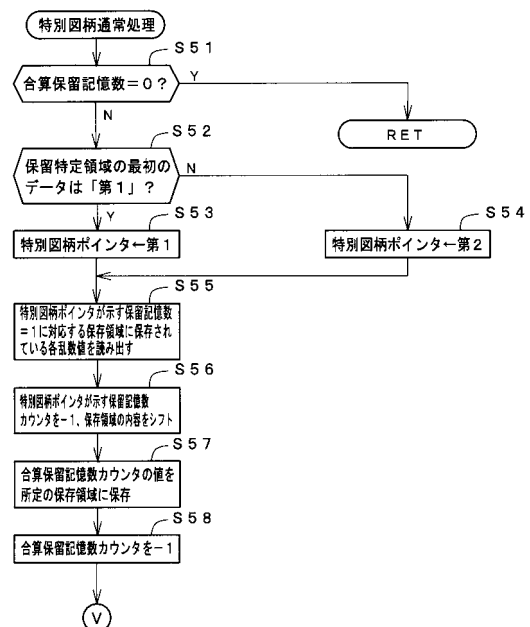 特別図柄通常処理
S51
合算保留記憶数=0?
Y
N
RET
S52
保留特定領域の最初の
データは「第1」?
N
Y
S53
特別図柄ポインタ←第1
S54
特別図柄ポインタ←第2
S55
特別図柄ポインタが示す保留記憶数
=1に対応する保存領域に保存され
ている各乱数値を読み出す
S56
特別図柄ポインタが示す保留記憶数
カウンタを-1、保存領域の内容をシフト
S57
合算保留記憶数カウンタの値を
所定の保存領域に保存
S58
合算保留記憶数カウンタを-1
V